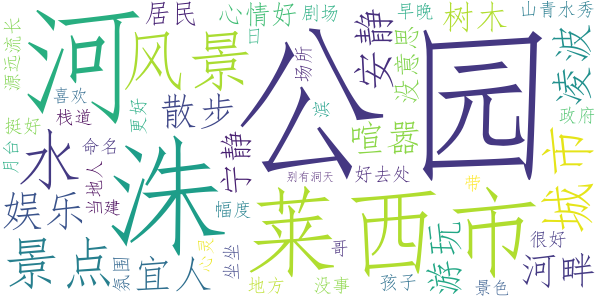 源远流长
河
居民
心情好
剧场
早晚
山青水秀
风景
曰
安静
没意思
树木
凌波
公园
喜欢
栈道
散步
更好
场所
滨
喧嚣
政府
挺好
月台
命名
水
洙
宁静
别有洞天
好去处
城市
当地人
娱乐
当建
幅度
莱西市
带
游玩
景点
氛围
宜人
心灵
坐坐
哥
地方
没事
孩子
景色
很好
河畔